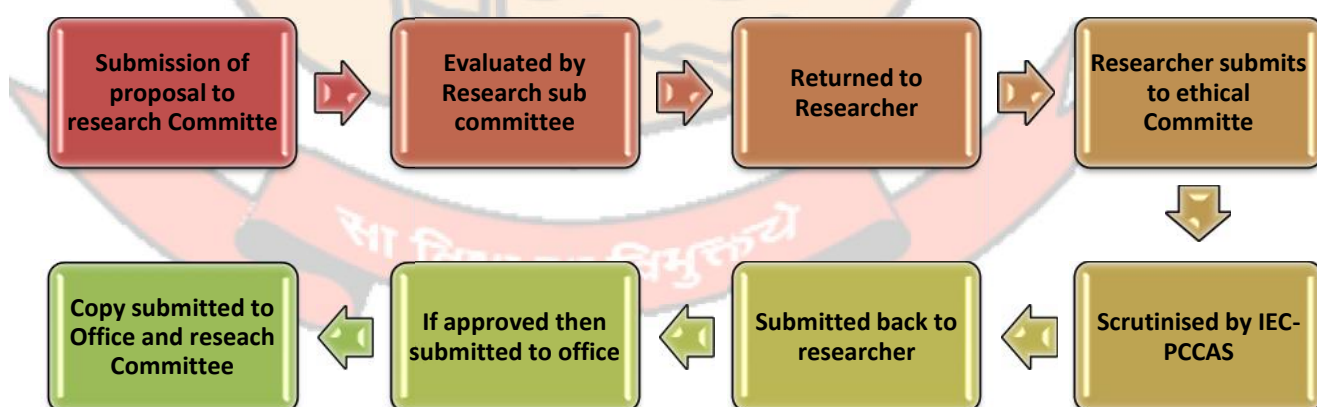 Submission of
proposal to
research Committe
Evaluated by
Research sub
committee
Returned to
Researcher
Researcher submits
to ethical
Committe
Scrutinised by IEC-
PCCAS
Submitted back to
researcher
If approved then
submitted to office
Copy submitted to
Office and reseach
Committee
सा विमुक्तये